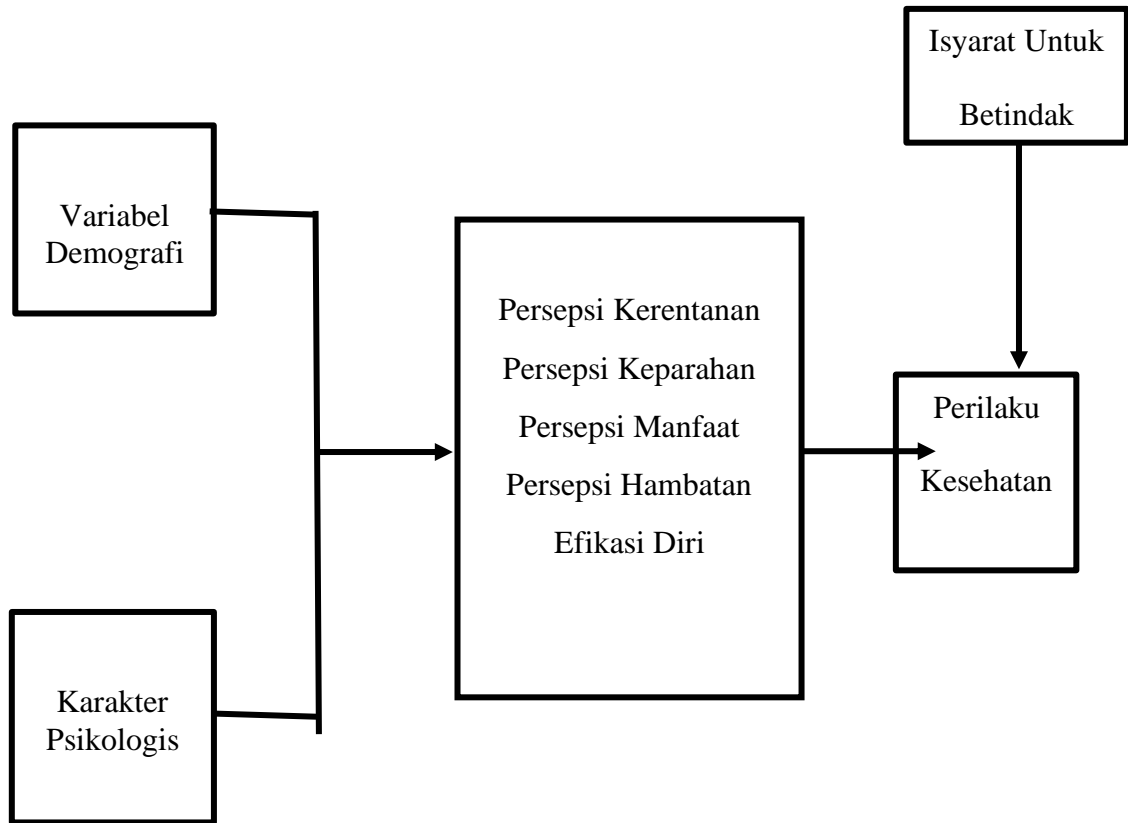 Isyarat Untuk
Betindak
Variabel
Demografi
Persepsi Kerentanan
Persepsi Keparahan
Persepsi Manfaat
Persepsi Hambatan
Efikasi Diri
Perilaku
Kesehatan
Karakter
Psikologis